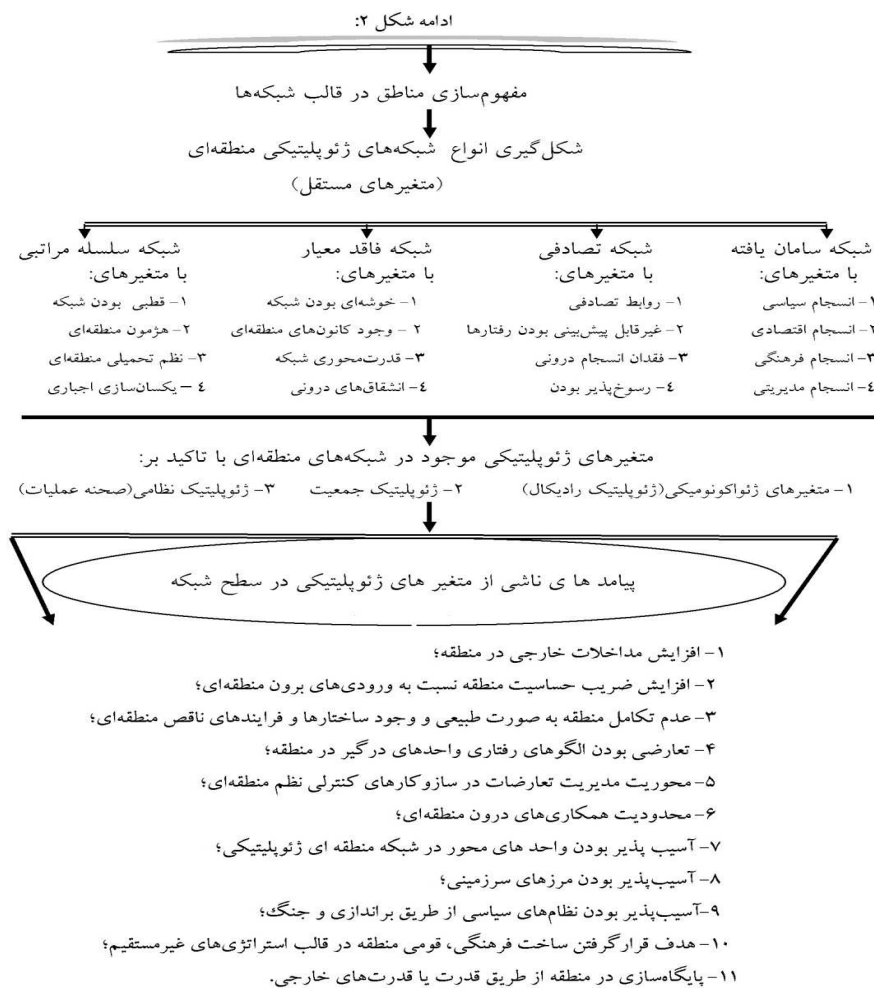 ادامه شکل ۲:
مفهوم‌سازی مناطق در قالب شبکه‌ها
شکل‌گیری انواع شبکه‌های ژئوپلیتیکی منطقه‌ای
(متغیرهای مستقل)
شبکه سامان یافته
با متغیرهای:
۱- انسجام سیاسی
۲- انسجام اقتصادی
۳- انسجام فرهنگی
٤- انسجام مدیریتی
شبکه تصادفی
با متغیرهای:
۱- روابط تصادفی
۲- غیرقابل پیش‌بینی بودن رفتارها
۳- فقدان انسجام درونی
٤- رسوخ‌پذیر بودن
شبکه فاقد معیار
با متغیرهای:
۱- خوشه‌ای بودن شبکه
۲ - وجود کانون‌های منطقه‌ای
۳- قدرت‌محوری شبکه
٤- انشقاق‌های درونی
شبکه سلسله مراتبی
با متغیرهای:
۱- قطبی بودن شبکه
۲- هژمون منطقه‌ای
۳- نظم تحمیلی منطقه‌ای
٤ – یکسان‌سازی اجباری
متغیرهای ژئوپلیتیکی موجود در شبکه‌های منطقه‌ای با تاکید بر:
۱- متغیرهای ژئواکونومیکی(ژئوپلیتیک رادیکال) ۲- ژئوپلیتیک جمعیت ۳- ژئوپلیتیک نظامی(صحنه عملیات)
پیامد ها ی ناشی از متغیر های ژئوپلیتیکی در سطح شبکه
۱- افزایش مداخلات خارجی در منطقه؛
۲- افزایش ضریب حساسیت منطقه نسبت به ورودی‌های برون منطقه‌ای؛
۳- عدم تکامل منطقه به صورت طبیعی و وجود ساختارها و فرایندهای ناقص منطقه‌ای؛
۴- تعارضی بودن الگوهای رفتاری واحدهای درگیر در منطقه؛
۵- محوریت مدیریت تعارضات در سازوکارهای کنترلی نظم منطقه‌ای؛
۶- محدودیت همکاری‌های درون منطقه‌ای؛
۷- آسیب پذیر بودن واحد های محور در شبکه منطقه ای ژئوپلیتیکی؛
۸- آسیب‌پذیر بودن مرزهای سرزمینی؛
۹-آسیب‌پذیر بودن نظام‌های سیاسی از طریق براندازی و جنگ؛
۱۰- هدف قرارگرفتن ساخت فرهنگی، قومی منطقه در قالب استراتژی‌های غیرمستقیم؛
۱۱- پایگاه‌سازی در منطقه از طریق قدرت یا قدرت‌های خارجی.